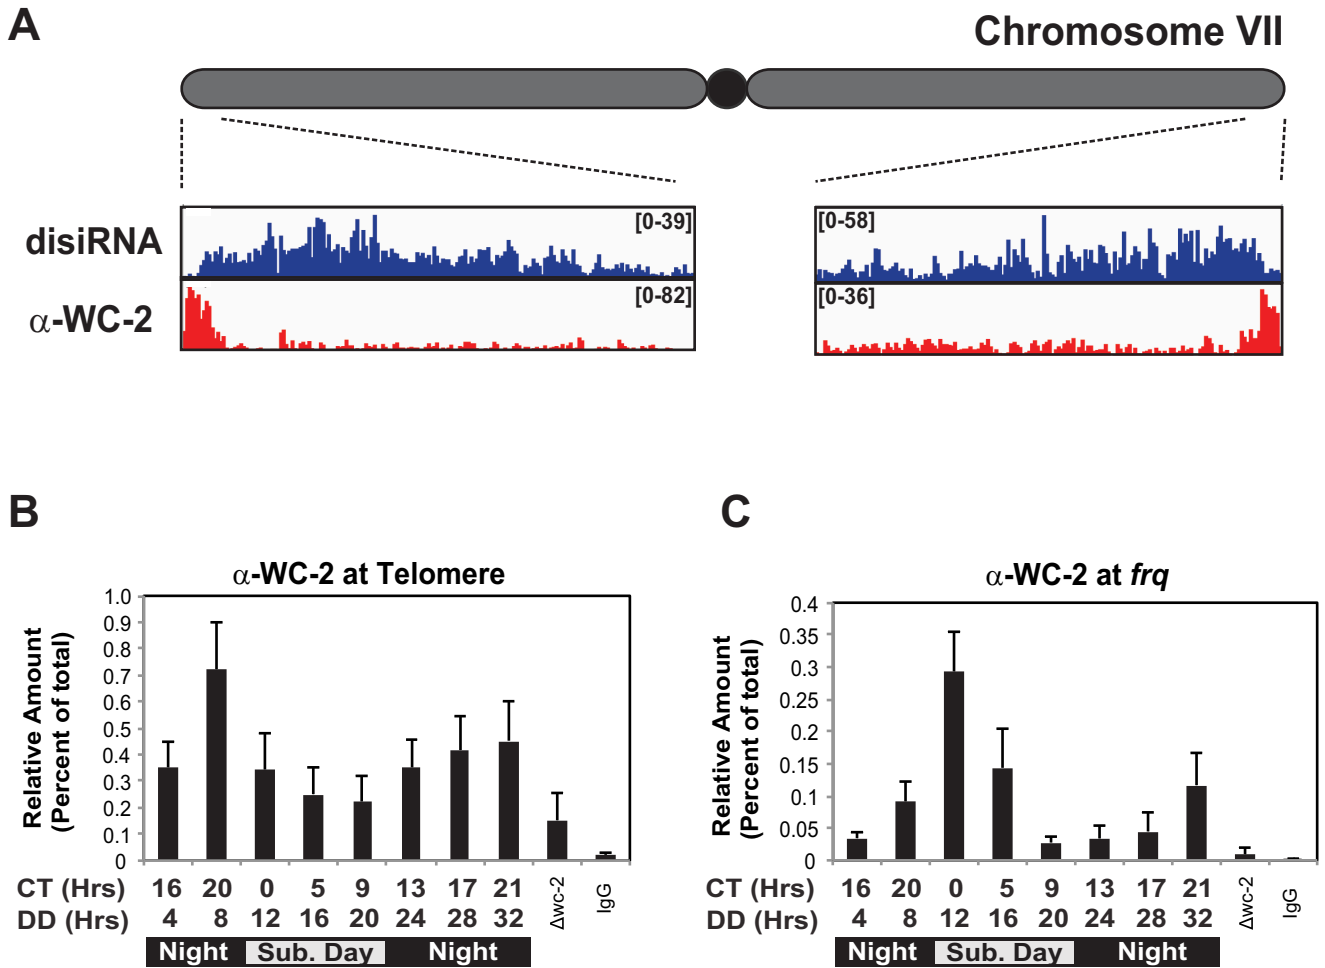 A
Chromosome VII
disiRNA
[0-39]
[0-58]
α-WC-2
[0-82]
[0-36]
B
α-WC-2 at Telomere
Relative Amount
(Percent of total)
1.0
0.9
0.8
0.7
0.6
0.5
0.4
0.3
0.2
0.1
0
CT (Hrs) 16 20 0 5 9 13 17 21
DD (Hrs) 4 8 12 16 20 24 28 32
Δwc-2
IgG
Night Sub. Day Night
C
α-WC-2 at frq
Relative Amount
(Percent of total)
0.4
0.35
0.3
0.25
0.2
0.15
0.1
0.05
0
CT (Hrs) 16 20 0 5 9 13 17 21
DD (Hrs) 4 8 12 16 20 24 28 32
Δwc-2
IgG
Night Sub. Day Night